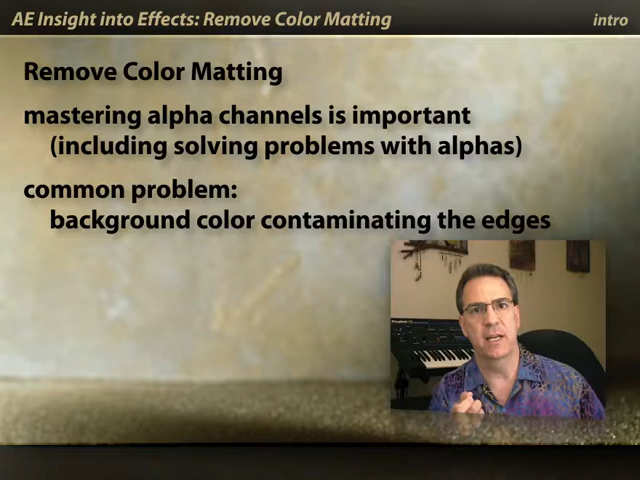 AE Insight into Effects: Remove Color Matting
intro
Remove Color Matting
mastering alpha channels is important
(including solving problems with alphas)
common problem:
background color contaminating the edges